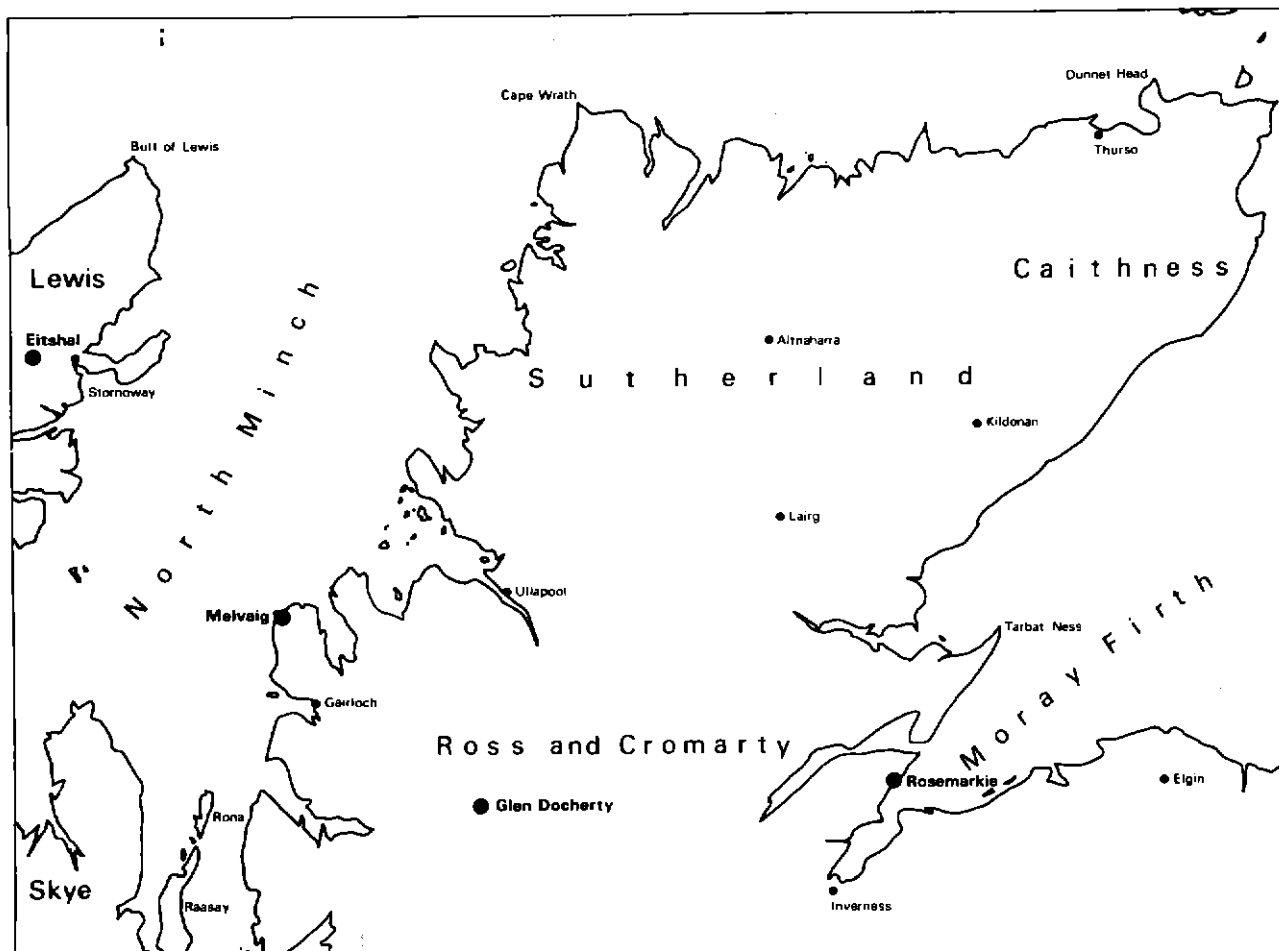 Cape Wrath
Dunnet Head
Thurso
Butt of Lewis
Lewis
Eitshal
Stornoway
North Minch
Caithness
Altnaharra
Sutherland
Kildonan
Lairg
Ullapool
Melvaig
Tarbat Ness
Moray Firth
Gairloch
Ross and Cromarty
Rosemarkie
Elgin
Glen Docherty
Rona
Skye
Raasay
Inverness